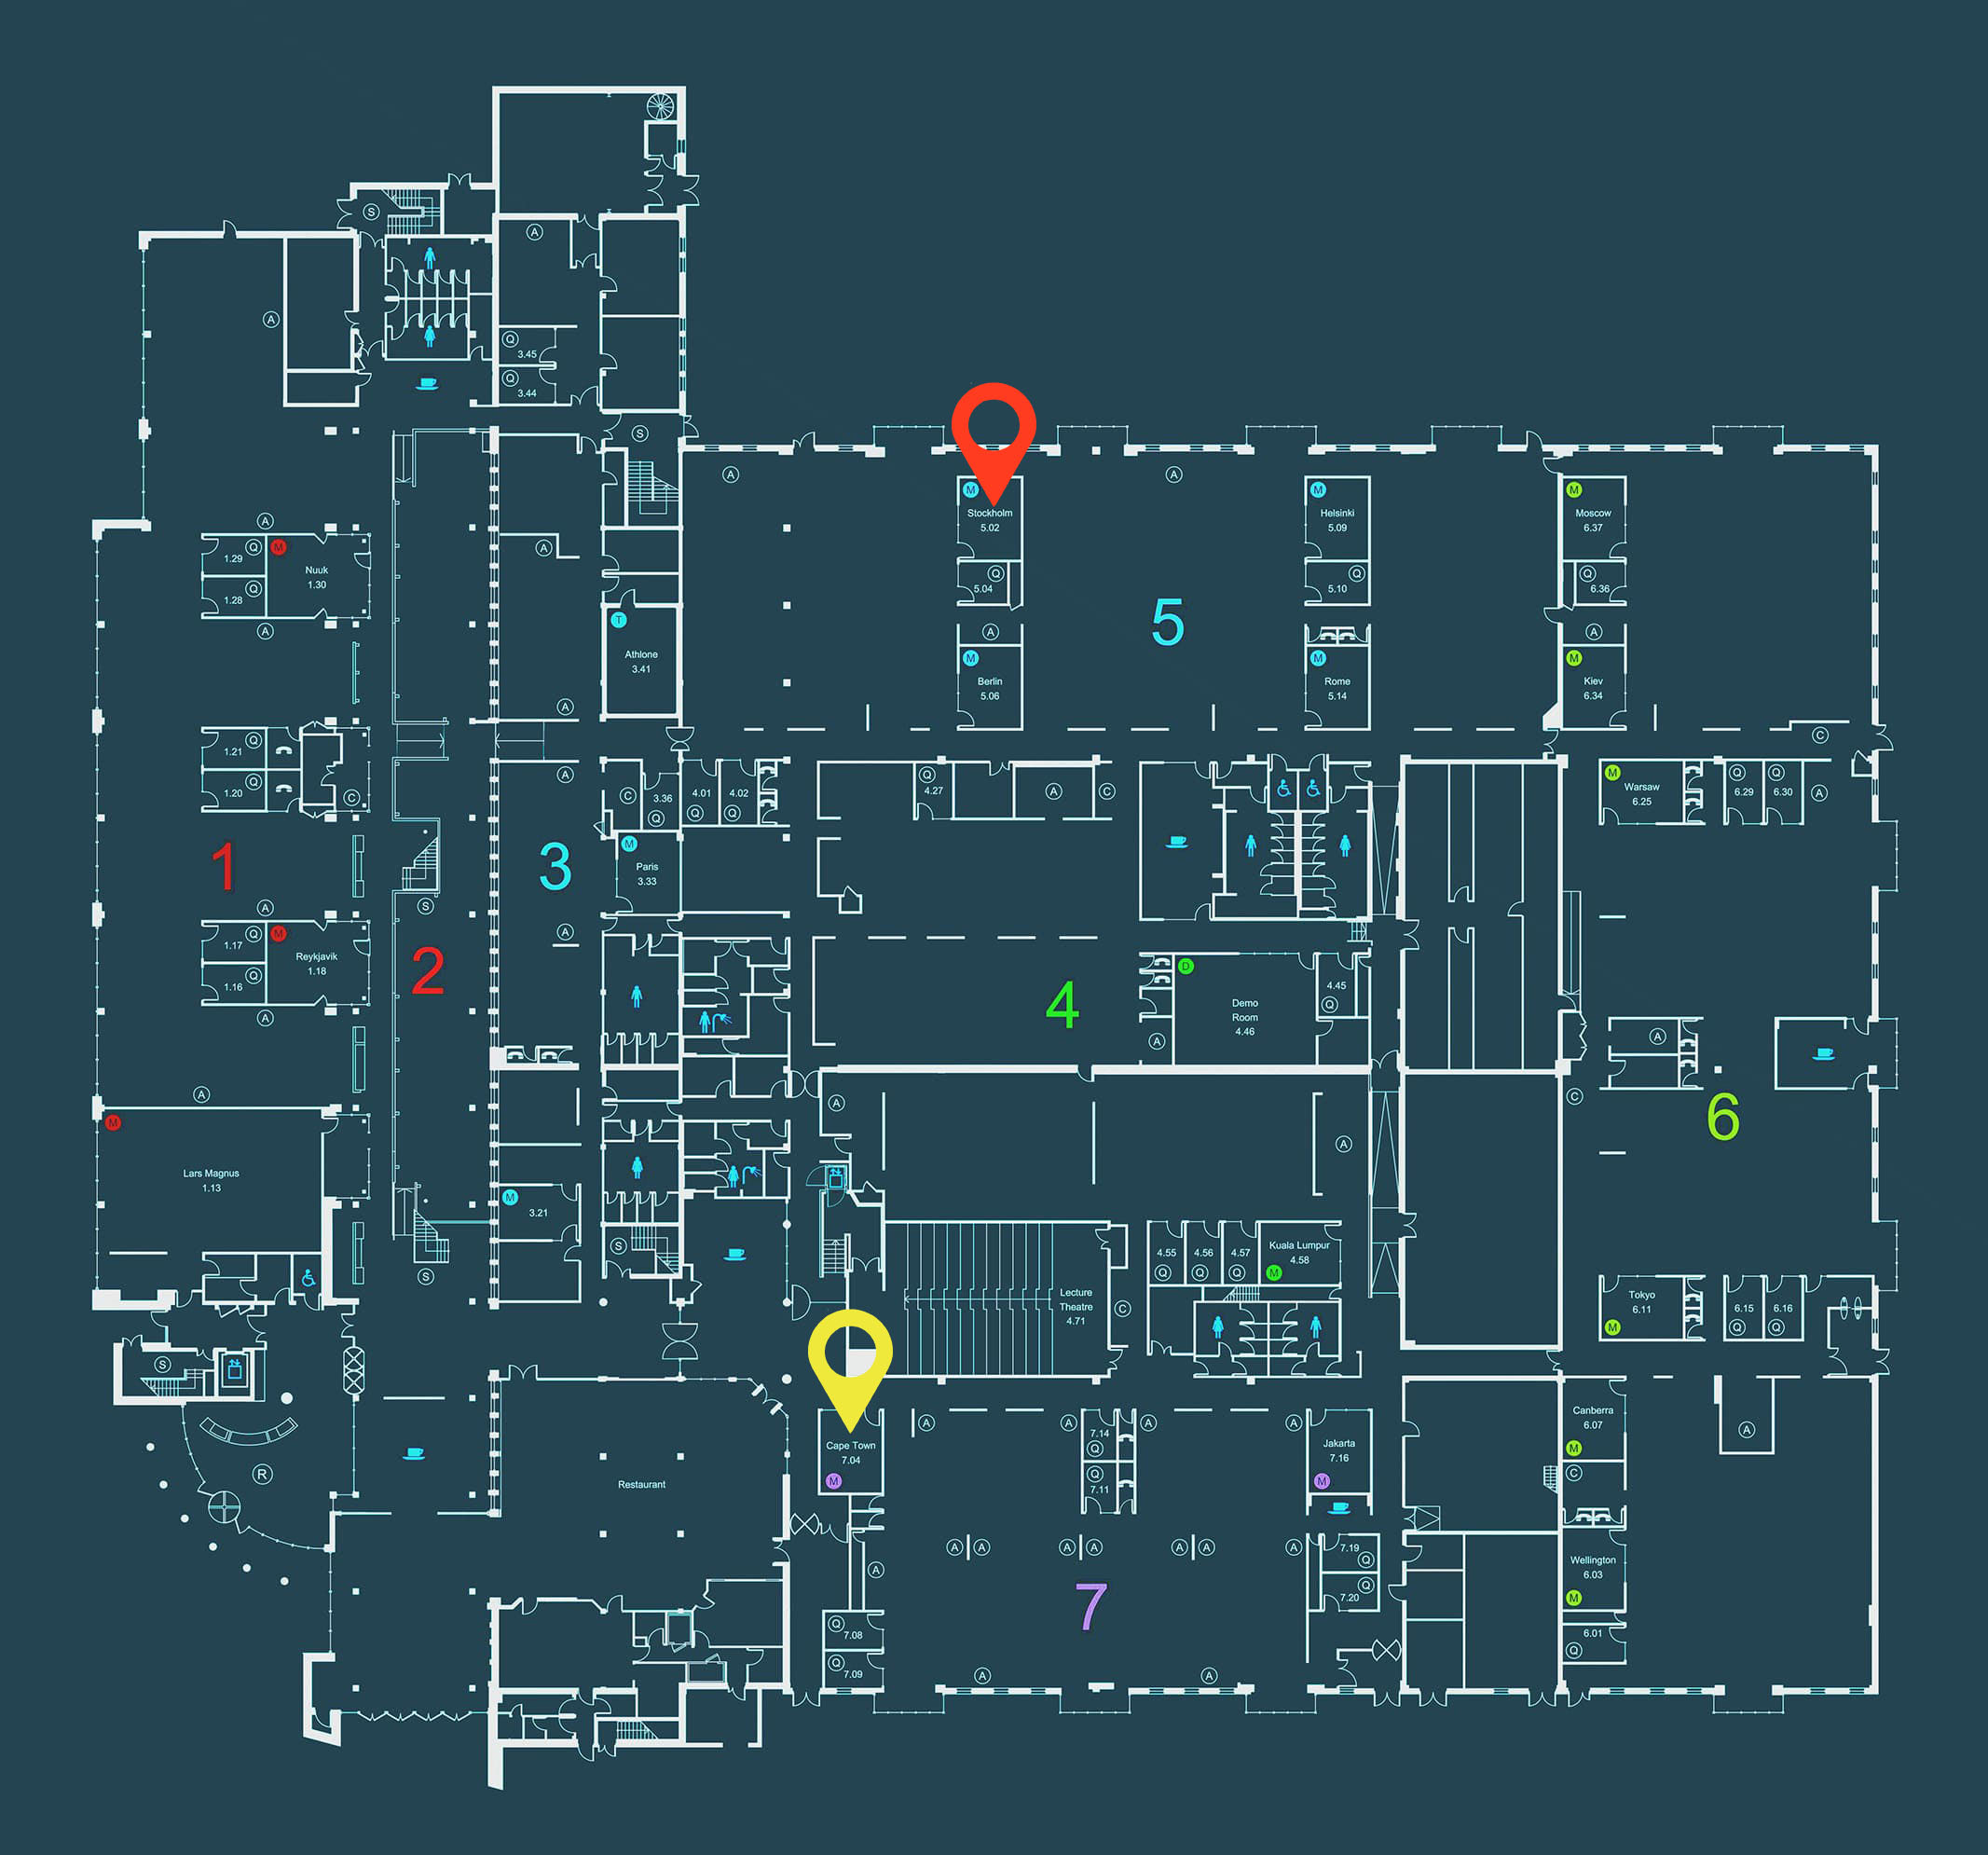 S
A
A
Q
3.45
Q
3.44
S
A
A
M
Stockholm
5.02
M
Helsinki
5.09
M
Moscow
6.37
A
1.29
Q
M
Nuuk
1.30
1.28
Q
A
A
Q
5.04
Q
5.10
Q
6.36
T
Athlone
3.41
5
A
A
M
Berlin
5.06
M
Rome
5.14
M
Kiev
6.34
A
C
1.21
Q
1.20
Q
C
A
C
3.36
Q
4.01
Q
4.02
Q
Q
4.27
A
C
M
Warsaw
6.25
Q
6.29
Q
6.30
A
1
3
M
Paris
3.33
A
S
A
1.17
Q
M
Reykjavik
1.18
1.16
Q
A
2
4
D
Demo
Room
4.46
4.45
Q
A
A
6
C
A
A
A
M
Lars Magnus
1.13
M
3.21
S
S
4.55
Q
4.56
Q
4.57
Q
Kuala Lumpur
4.58
M
Lecture
Theatre
4.71
C
Tokyo
6.11
M
6.15
Q
6.16
Q
S
R
Restaurant
Cape Town
7.04
M
A
A
7.14
Q
Q
7.11
A
A
Jakarta
7.16
M
Canberra
6.07
M
C
A
A
A
A
A
A
A
A
A
7.19
Q
Q
7.20
Wellington
6.03
M
7
Q
7.08
Q
7.09
A
A
6.01
Q